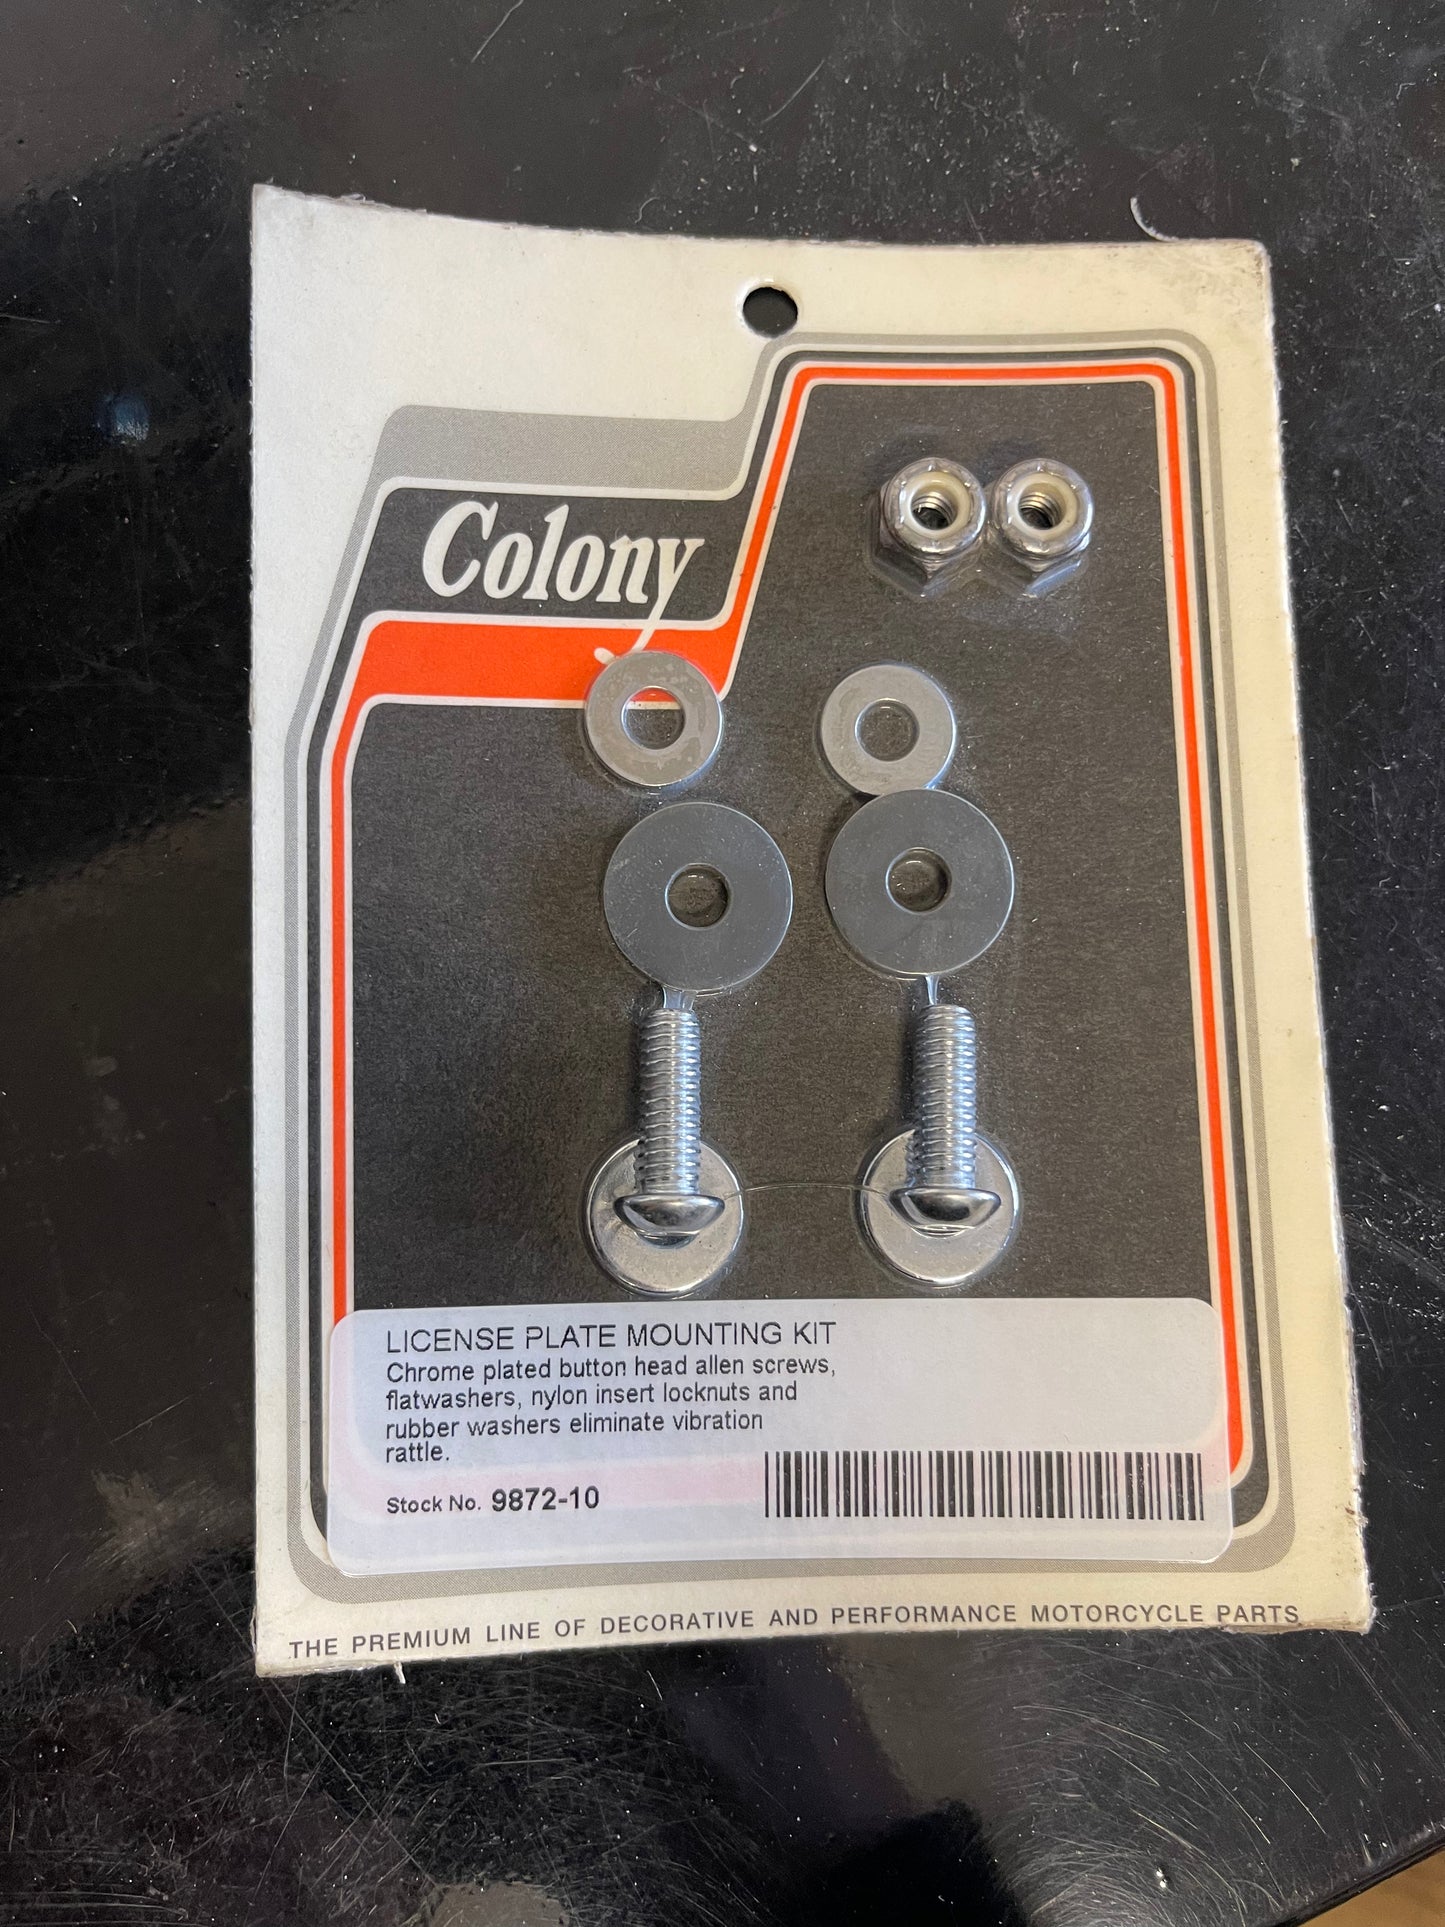 Colony
LICENSE PLATE MOUNTING KIT
Chrome plated button head allen screws,
flatwashers, nylon insert locknuts and
rubber washers eliminate vibration
rattle.
Stock No. 9872-10
THE PREMIUM LINE OF DECORATIVE AND PERFORMANCE MOTORCYCLE PARTS